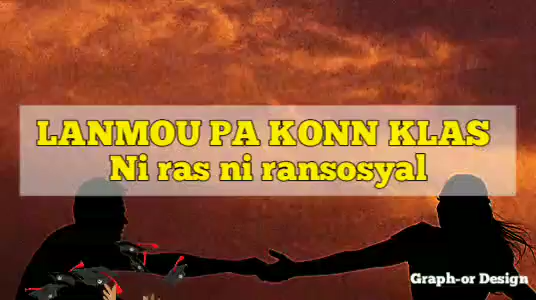 LANMOU PA KONN KLAS
Ni ras ni ransosyal
Graph-or Design